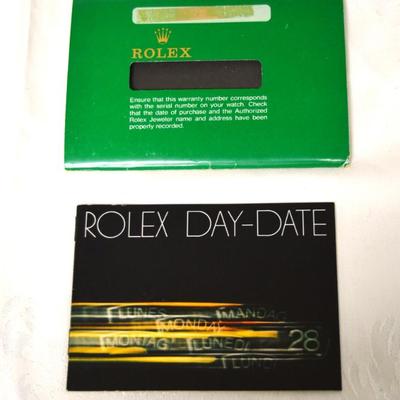 ROLEX
Ensure that this warranty number corresponds
with the serial number on your watch. Check
that the date of purchase and the Authorized
Rolex Jeweler name and address have been
properly recorded.
ROLEX DAY-DATE
LUNES
MANDAG
MONDAY
MONTAG
LUNEDI
28
LUNDI